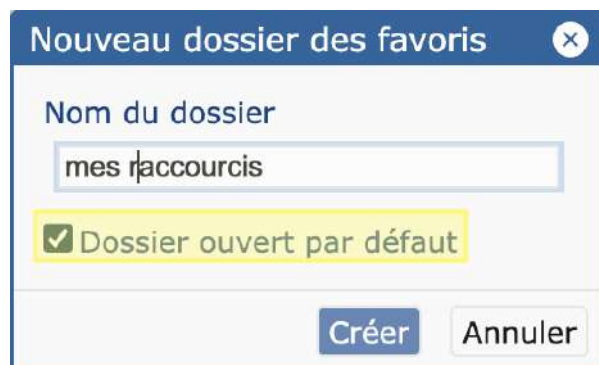 Nouveau dossier des favoris
Nom du dossier
mes raccourcis
Dossier ouvert par défaut
Créer Annuler